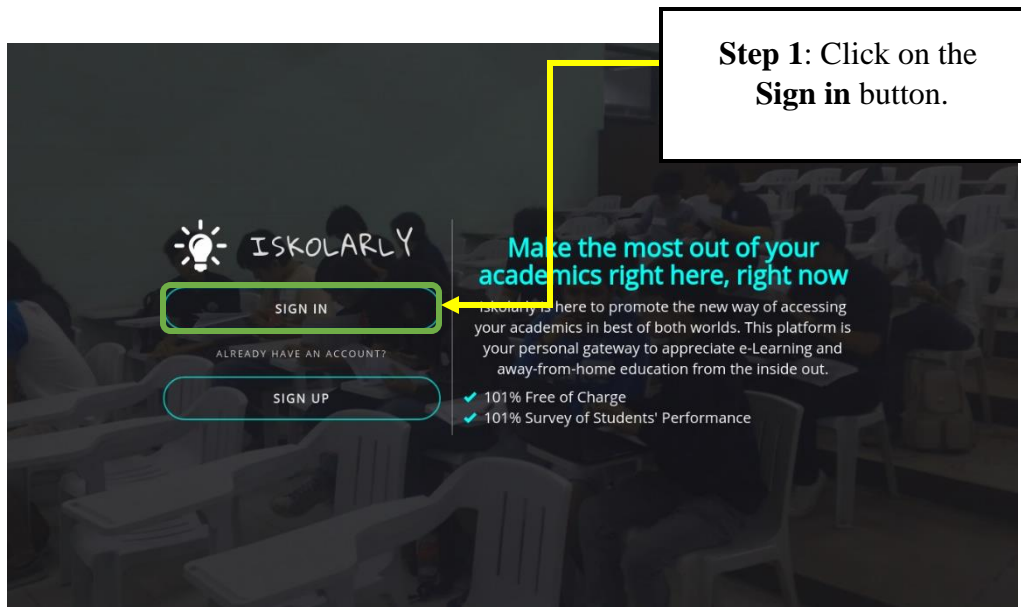 Step 1: Click on the
Sign in button.
ISKOLARLY
SIGN IN
ALREADY HAVE AN ACCOUNT?
SIGN UP
Make the most out of your
academics right here, right now
Iskolarly is here to promote the new way of accessing
your academics in best of both worlds. This platform is
your personal gateway to appreciate e-Learning and
away-from-home education from the inside out.
101% Free of Charge
101% Survey of Students' Performance